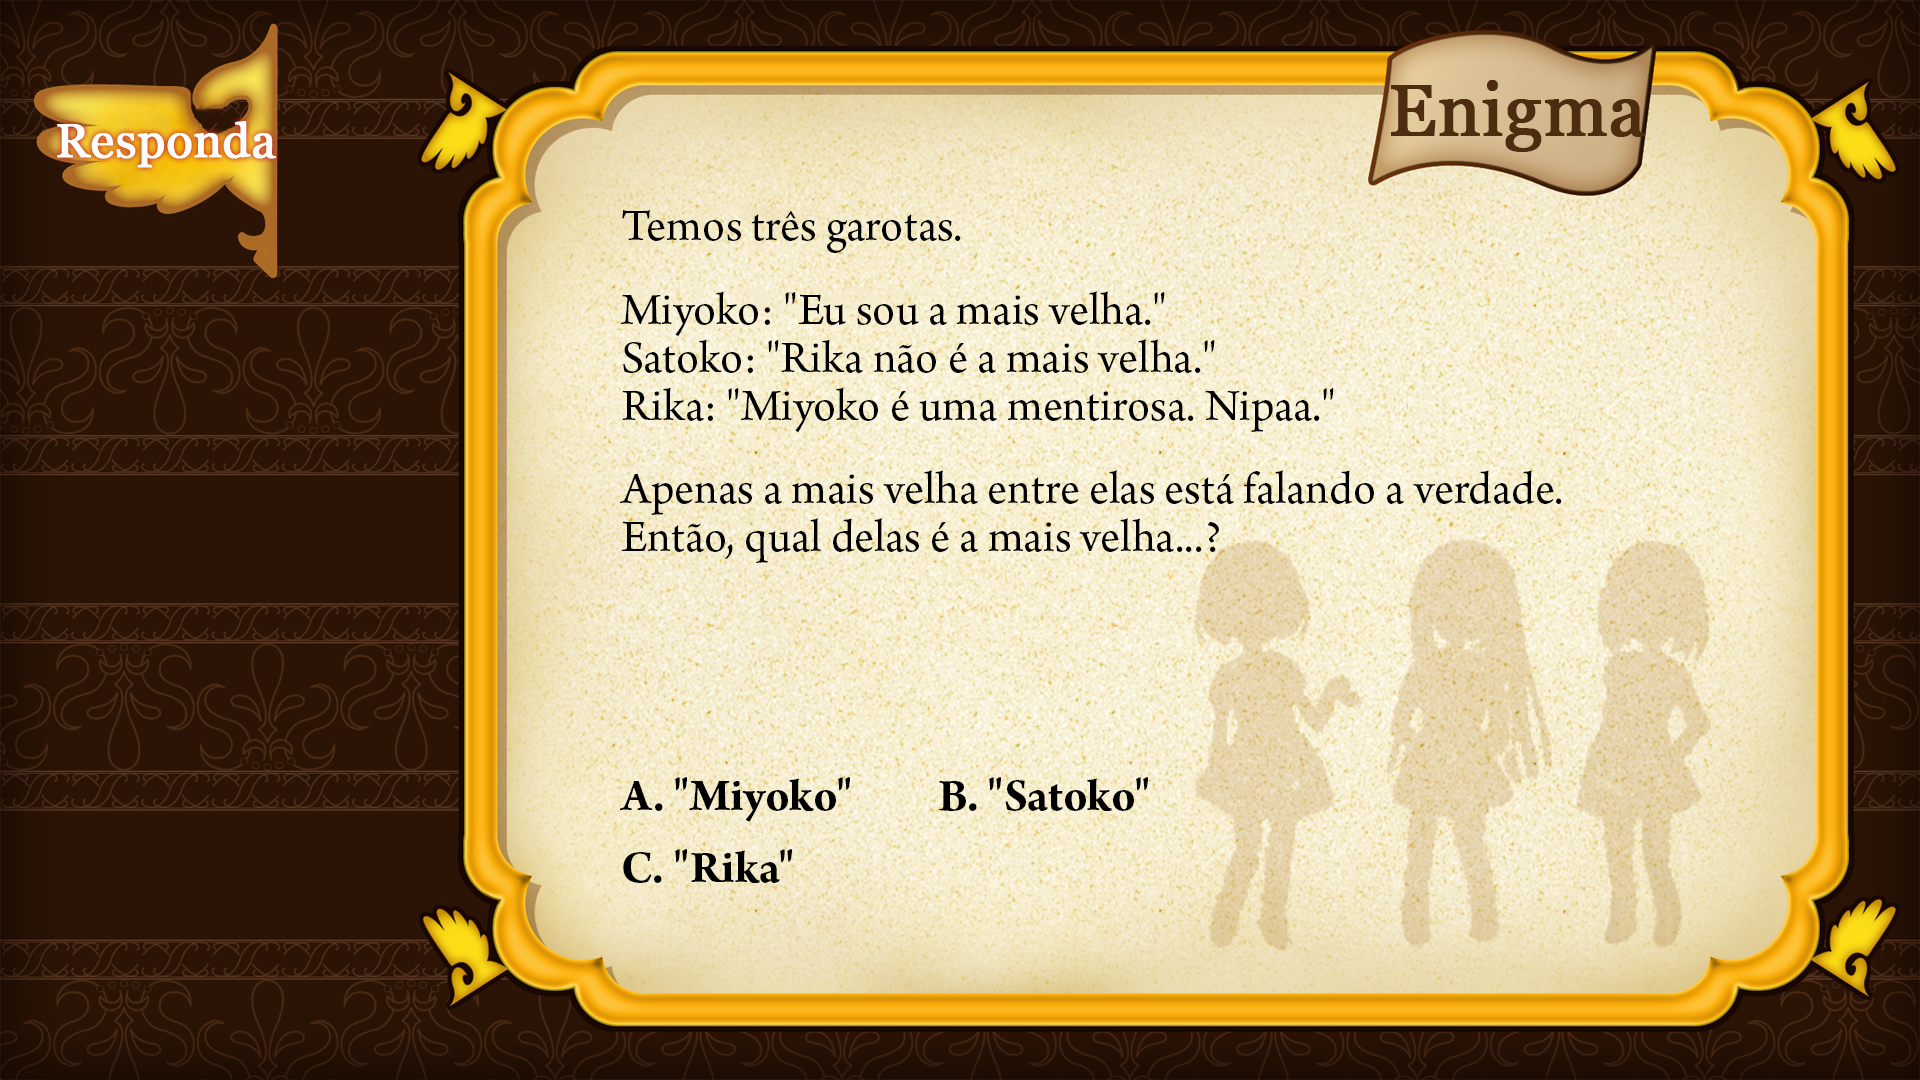 Responda
Enigma
Temos três garotas.
Miyoko: "Eu sou a mais velha."
Satoko: "Rika não é a mais velha."
Rika: "Miyoko é uma mentirosa. Nipaa."
Apenas a mais velha entre elas está falando a verdade.
Então, qual delas é a mais velha...?
A. "Miyoko" B. "Satoko"
C. "Rika"